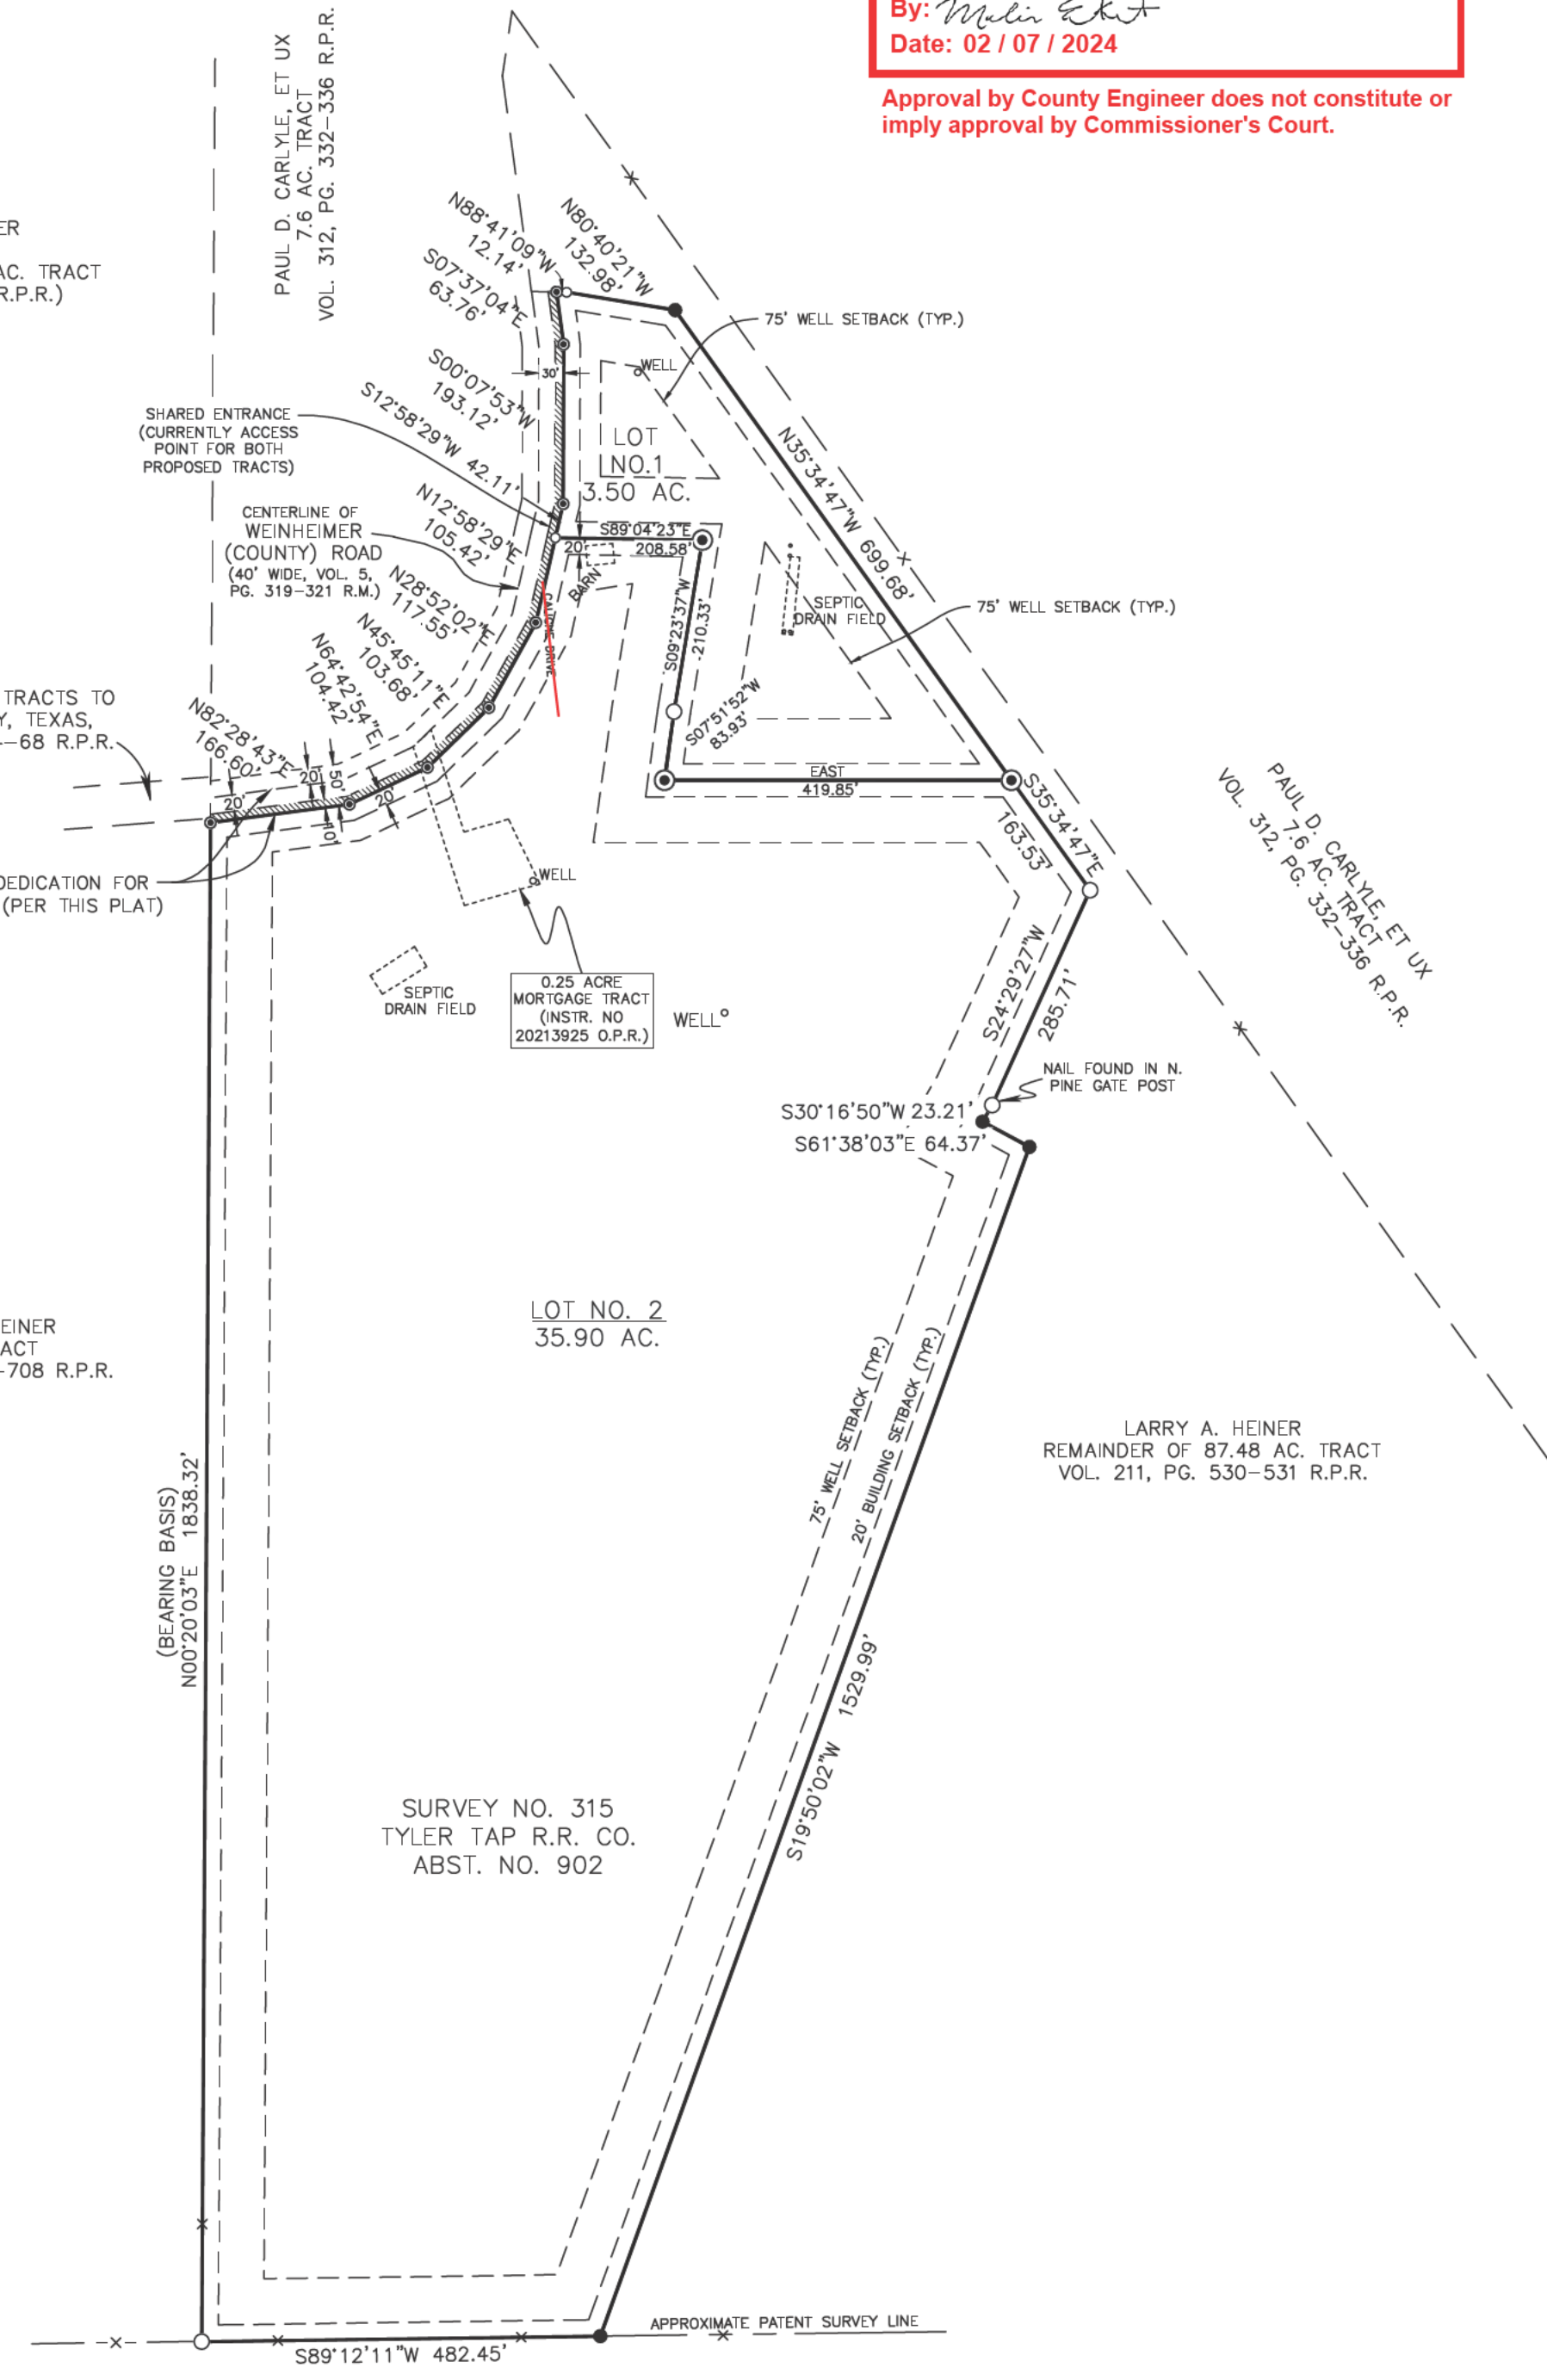 By:
Date: 02 / 07 / 2024
Approval by County Engineer does not constitute or
imply approval by Commissioner's Court.
PAUL D. CARLYLE, ET UX
7.6 AC. TRACT
VOL. 312, PG. 332-336 R.P.R.
ER
AC. TRACT
R.P.R.)
N88°41'09"W
12.14'
N80°40'21"W
132.98'
S07°37'04"E
63.76'
75' WELL SETBACK (TYP.)
WELL
30'
S00°07'53"W
193.12'
S12°58'29"W 42.11'
SHARED ENTRANCE
(CURRENTLY ACCESS
POINT FOR BOTH
PROPOSED TRACTS)
LOT
NO.1
3.50 AC.
N35°34'47"W 699.68'
N12°58'29"E
105.42'
CENTERLINE OF
WEINHEIMER
(COUNTY) ROAD
(40' WIDE, VOL. 5,
PG. 319-321 R.M.)
S89°04'23"E
208.58'
20'
BARN
N28°52'02"E
117.55'
DRIVE
S09°23'37"W
210.33'
SEPTIC
DRAIN FIELD
75' WELL SETBACK (TYP.)
N45°45'11"E
103.68'
N64°42'54"E
104.42'
S07°51'52"W
83.93'
TRACTS TO
Y, TEXAS,
-68 R.P.R.
N82°28'43"E
166.60'
20'
50'
20'
20'
10'
EAST
419.85'
S35°34'47"E
163.53'
PAUL D. CARLYLE, ET UX
7.6 AC. TRACT
VOL. 312, PG. 332-336 R.P.R.
DEDICATION FOR
(PER THIS PLAT)
WELL
SEPTIC
DRAIN FIELD
0.25 ACRE
MORTGAGE TRACT
(INSTR. NO
20213925 O.P.R.)
WELL
S24°29'27"W
285.71'
NAIL FOUND IN N.
PINE GATE POST
S30°16'50"W 23.21'
S61°38'03"E 64.37'
LOT NO. 2
35.90 AC.
EINER
ACT
-708 R.P.R.
75' WELL SETBACK (TYP.)
20' BUILDING SETBACK (TYP.)
LARRY A. HEINER
REMAINDER OF 87.48 AC. TRACT
VOL. 211, PG. 530-531 R.P.R.
(BEARING BASIS)
N00°20'03"E 1838.32'
S19°50'02"W 1529.99'
SURVEY NO. 315
TYLER TAP R.R. CO.
ABST. NO. 902
APPROXIMATE PATENT SURVEY LINE
S89°12'11"W 482.45'